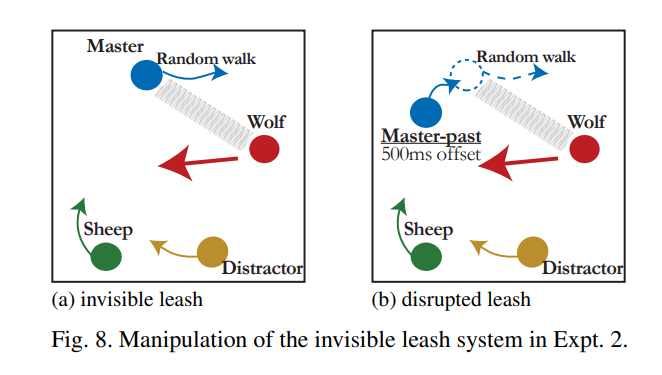 Master
Random walk
Wolf
Sheep
Distractor
(a) invisible leash
Random walk
Wolf
Master-past
500ms offset
Sheep
Distractor
(b) disrupted leash
Fig. 8. Manipulation of the invisible leash system in Expt. 2.